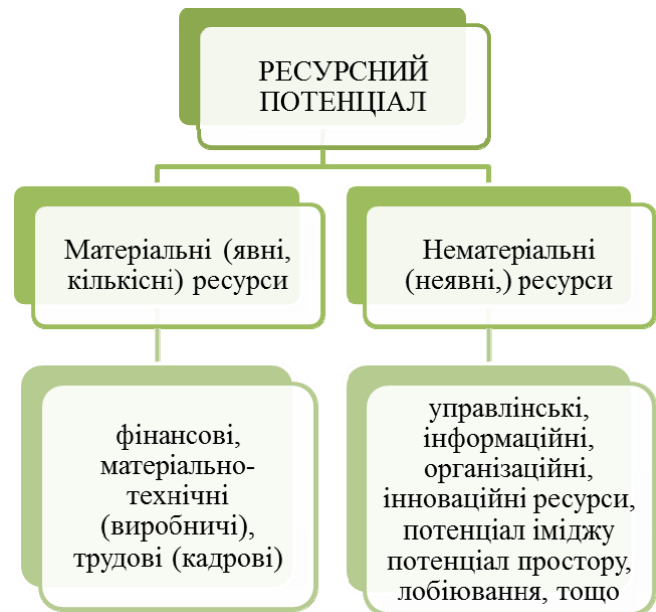 РЕСУРСНИЙ
ПОТЕНЦІАЛ
Матеріальні (явні,
кількісні) ресурси
Нематеріальні
(неявні,) ресурси
фінансові,
матеріально-
технічні
(виробничі),
трудові (кадрові)
управлінські,
інформаційні,
організаційні,
інноваційні ресурси,
потенціал іміджу
потенціал простору,
лобіювання, тощо